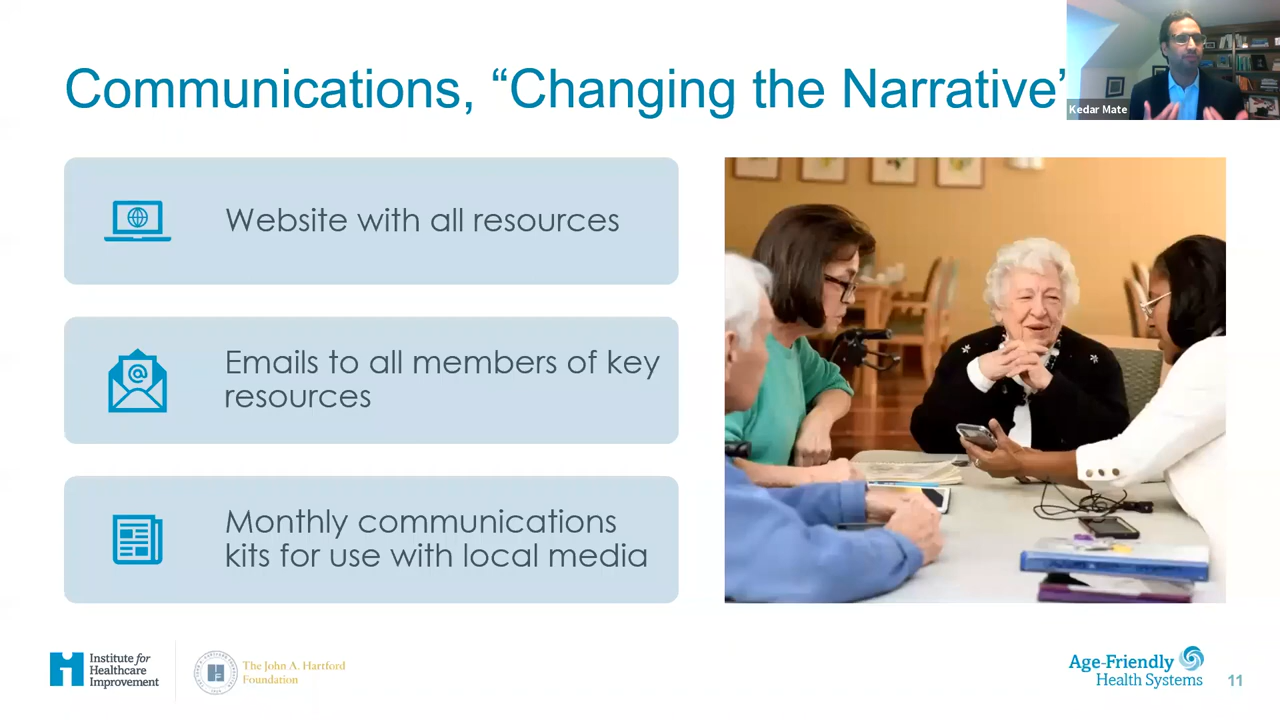 Communications, “Changing the Narrative’
Kedar Mate
Website with all resources
Emails to all members of key
resources
Monthly communications
kits for use with local media
Institute for
Healthcare
Improvement
The John A. Hartford
Foundation
Age-Friendly
Health Systems
11